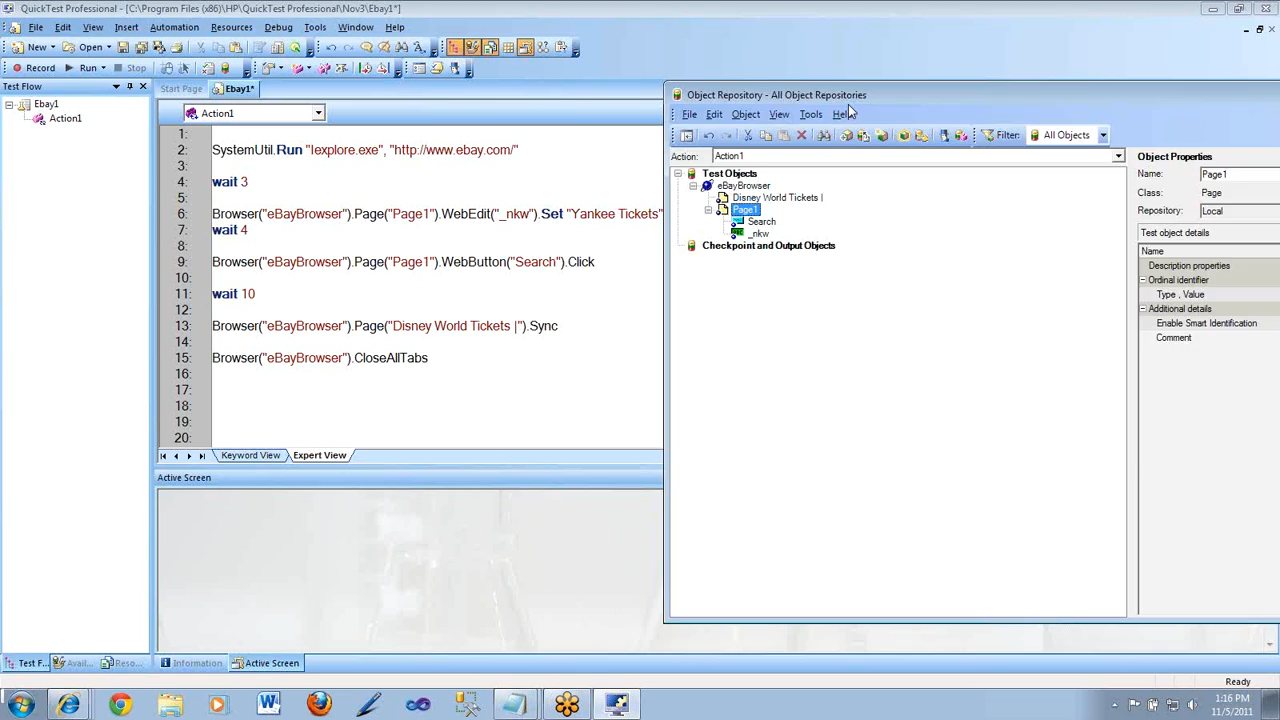 QuickTest Professional - [C:\Program Files (x86)\HP\QuickTest Professional\Nov3\Ebay1*]
File Edit View Insert Automation Resources Debug Tools Window Help
New Open
Record Run Stop
Test Flow
Ebay1
Action1
Start Page Ebay1*
Action1
1:
2: SystemUtil.Run "Iexplore.exe", "http://www.ebay.com/"
3:
4: wait 3
5:
6: Browser("eBayBrowser").Page("Page1").WebEdit("_nkw").Set "Yankee Tickets"
7: wait 4
8:
9: Browser("eBayBrowser").Page("Page1").WebButton("Search").Click
10:
11: wait 10
12:
13: Browser("eBayBrowser").Page("Disney World Tickets |").Sync
14:
15: Browser("eBayBrowser").CloseAllTabs
16:
17:
18:
19:
20:
Keyword View Expert View
Active Screen
Object Repository - All Object Repositories
File Edit Object View Tools Help
Filter: All Objects
Action: Action1
Test Objects
eBayBrowser
Disney World Tickets |
Page1
Search
_nkw
Checkpoint and Output Objects
Object Properties
Name: Page1
Class: Page
Repository: Local
Test object details
Name
Description properties
Ordinal identifier
Type , Value
Additional details
Enable Smart Identification
Comment
Test F... Avail... Reso...
Information Active Screen
Ready
1:16 PM
11/5/2011